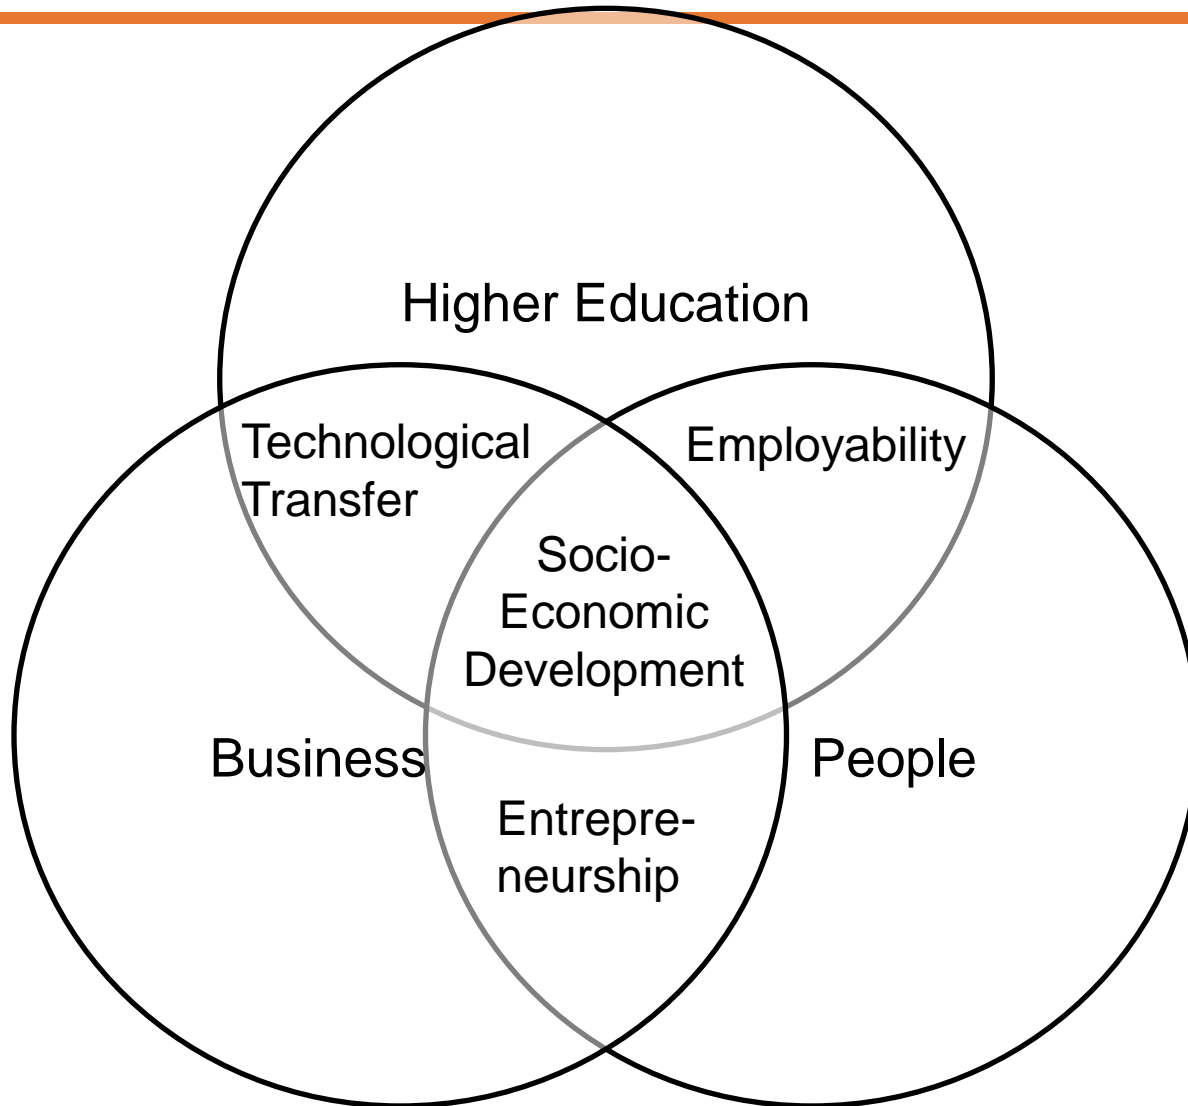 Higher Education
Technological
Transfer
Employability
Socio-
Economic
Development
Business
People
Entrepre-
neurship